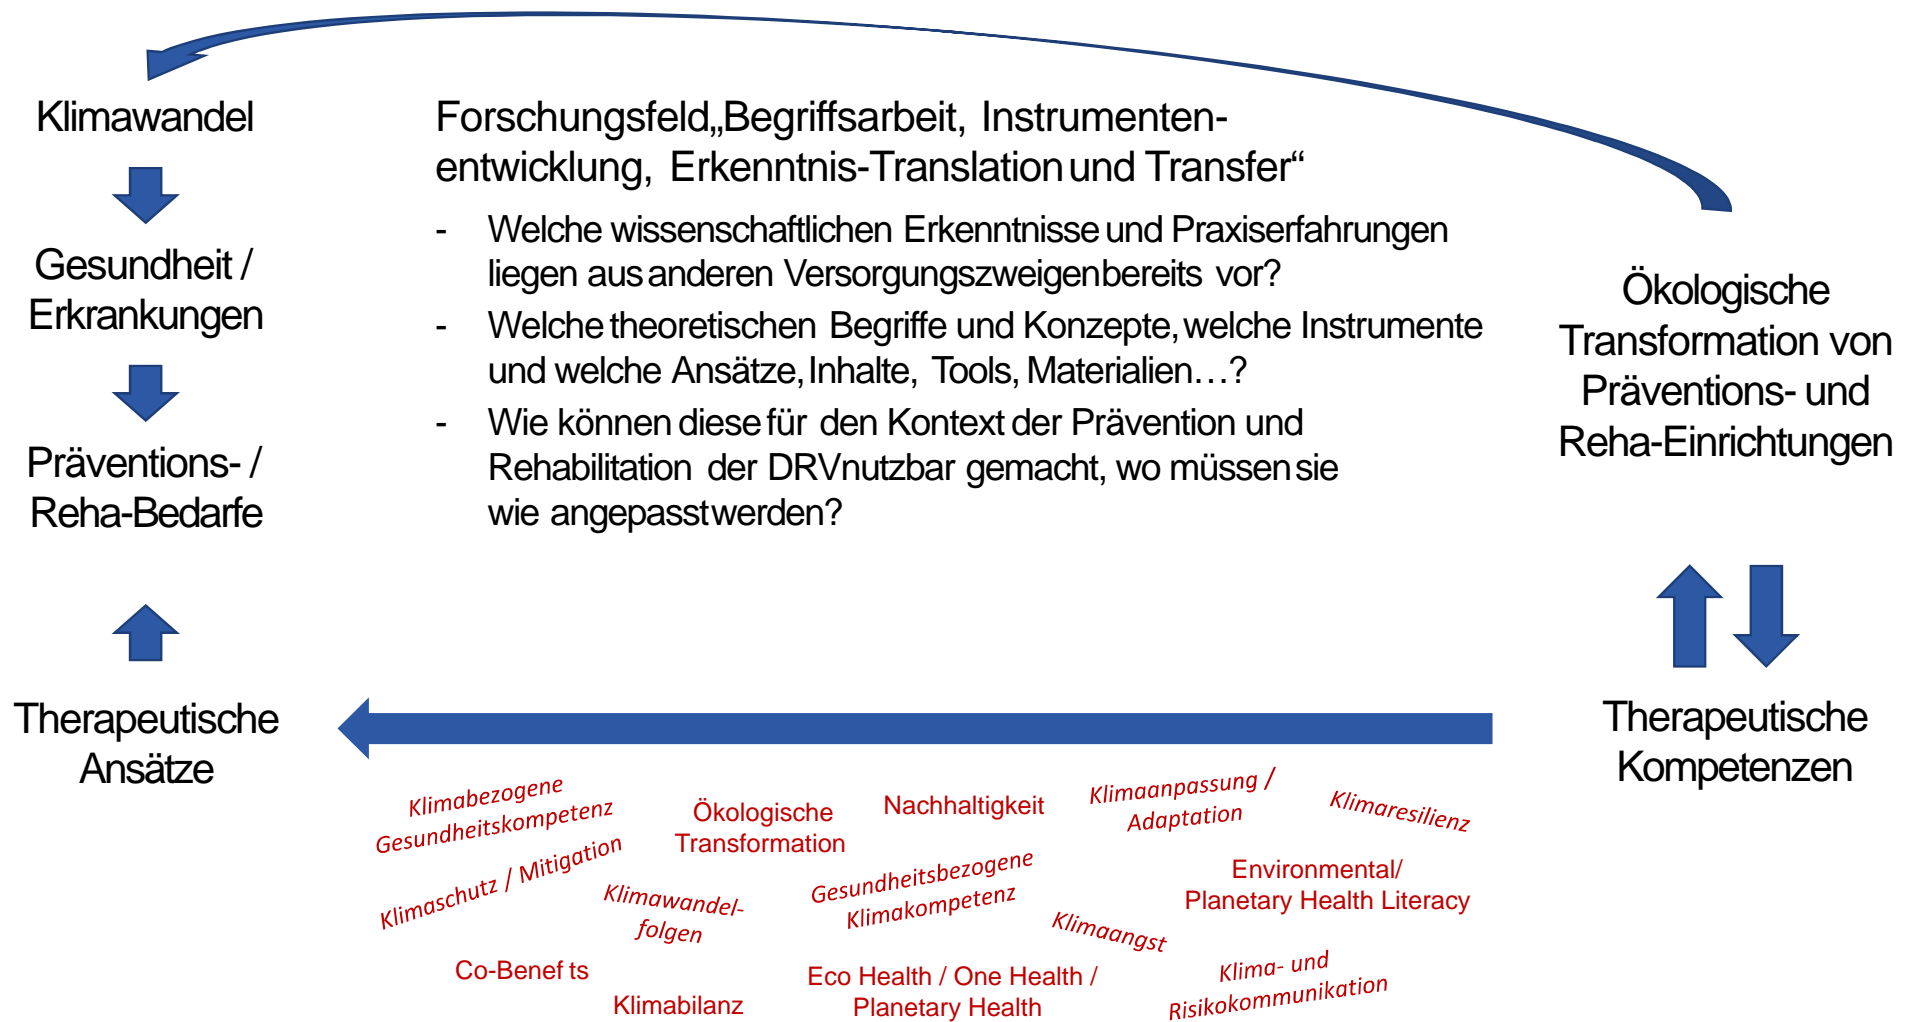 Klimawandel
Gesundheit /
Erkrankungen
Präventions- /
Reha-Bedarfe
Therapeutische
Ansätze
Forschungsfeld „Begriffsarbeit, Instrumenten-
entwicklung, Erkenntnis-Translation und Transfer“
- Welche wissenschaftlichen Erkenntnisse und Praxiserfahrungen
liegen aus anderen Versorgungszweigen bereits vor?
- Welche theoretischen Begriffe und Konzepte, welche Instrumente
und welche Ansätze, Inhalte, Tools, Materialien…?
- Wie können diese für den Kontext der Prävention und
Rehabilitation der DRV nutzbar gemacht, wo müssen sie
wie angepasst werden?
Ökologische
Transformation von
Präventions- und
Reha-Einrichtungen
Therapeutische
Kompetenzen
Klimabezogene
Gesundheitskompetenz
Ökologische
Transformation
Nachhaltigkeit
Klimaanpassung /
Adaptation
Klimaresilienz
Klimaschutz / Mitigation
Klimawandel-
folgen
Gesundheitsbezogene
Klimakompetenz
Klimaangst
Environmental/
Planetary Health Literacy
Co-Benef ts
Klimabilanz
Eco Health / One Health /
Planetary Health
Klima- und
Risikokommunikation